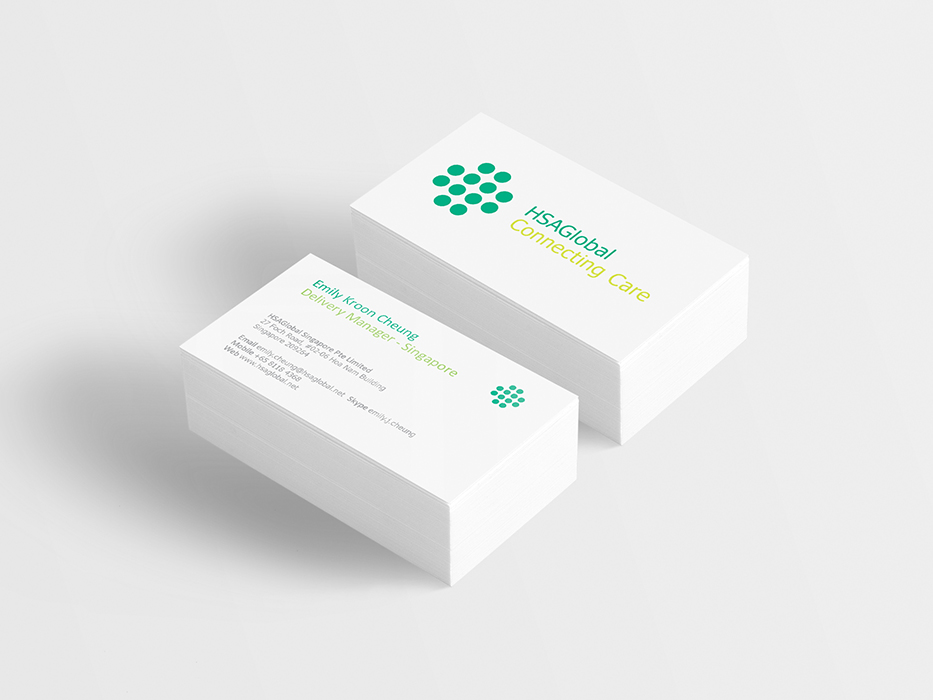 HSAGlobal
Connecting Care
Emily Kroon Cheung
Delivery Manager - Singapore
HSAGlobal Singapore Pte Limited
27 Foch Road, #02-06 Hoa Nam Building
Singapore 209264
Email emily.cheung@hsaglobal.net Skype emily.j.cheung
Mobile +65 8118 4368
Web www.hsaglobal.net